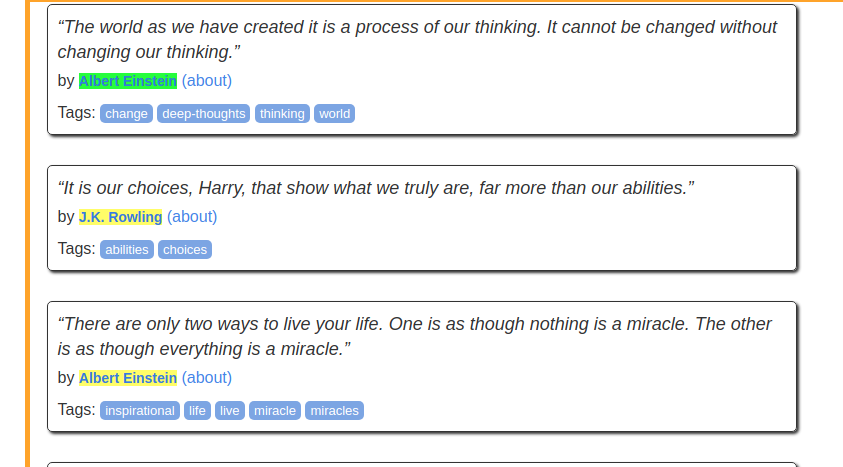 “The world as we have created it is a process of our thinking. It cannot be changed without
changing our thinking.”
by Albert Einstein (about)
Tags: change deep-thoughts thinking world
“It is our choices, Harry, that show what we truly are, far more than our abilities.”
by J.K. Rowling (about)
Tags: abilities choices
“There are only two ways to live your life. One is as though nothing is a miracle. The other
is as though everything is a miracle.”
by Albert Einstein (about)
Tags: inspirational life live miracle miracles